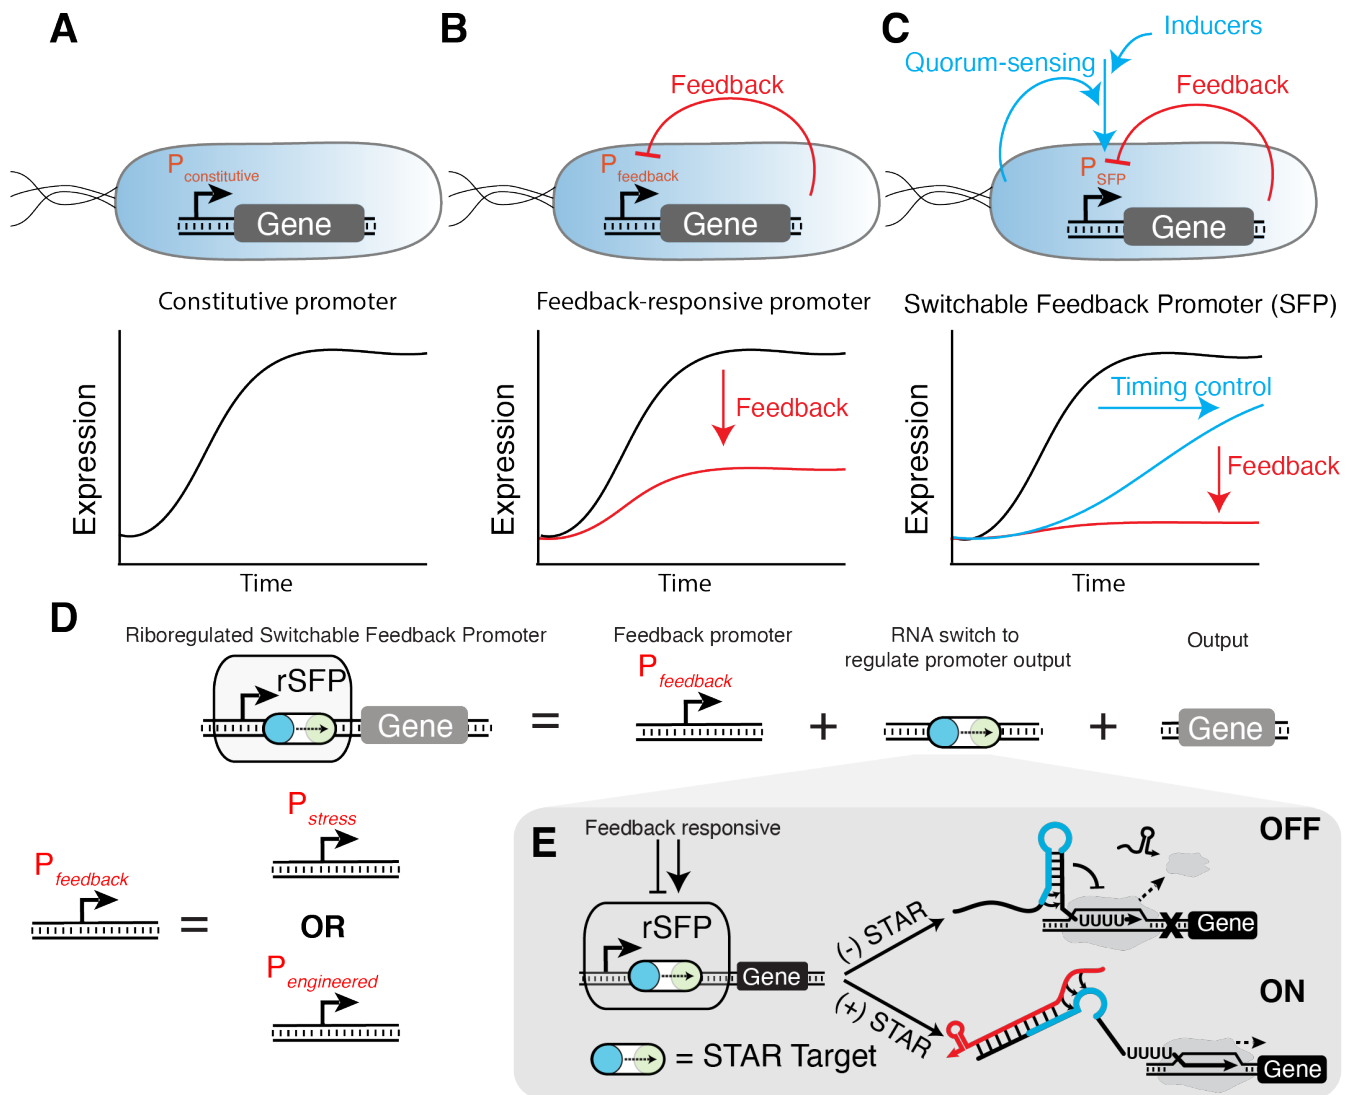 A
P constitutive
Gene
Constitutive promoter
Expression
Time
B
Feedback
P feedback
Gene
Feedback-responsive promoter
Feedback
Expression
Time
C
Inducers
Quorum-sensing
Feedback
P SFP
Gene
Switchable Feedback Promoter (SFP)
Timing control
Feedback
Expression
Time
D
Riboregulated Switchable Feedback Promoter
rSFP
Gene
=
Feedback promoter
P feedback
+
RNA switch to
regulate promoter output
+
Output
Gene
P feedback
=
P stress
OR
P engineered
E
Feedback responsive
rSFP
Gene
= STAR Target
(-) STAR
(+) STAR
OFF
UUUU
X
Gene
ON
UUUU
Gene